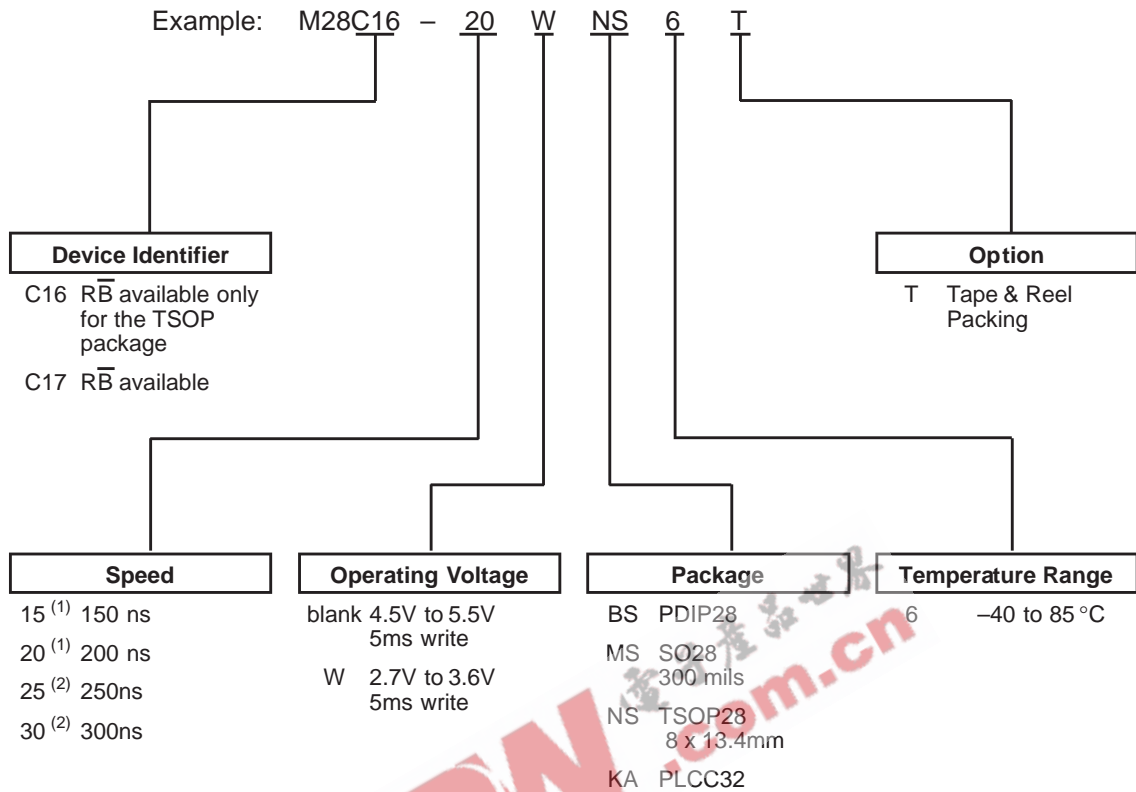 Example: M28C16 – 20 W NS 6 T
Device Identifier
C16 RB̅ available only
for the TSOP
package
C17 RB̅ available
Option
T Tape & Reel
Packing
Speed
15 (1) 150 ns
20 (1) 200 ns
25 (2) 250ns
30 (2) 300ns
Operating Voltage
blank 4.5V to 5.5V
5ms write
W 2.7V to 3.6V
5ms write
Package
BS PDIP28
MS SO28
300 mils
NS TSOP28
8 x 13.4mm
KA PLCC32
Temperature Range
6 –40 to 85 °C
.com.cn